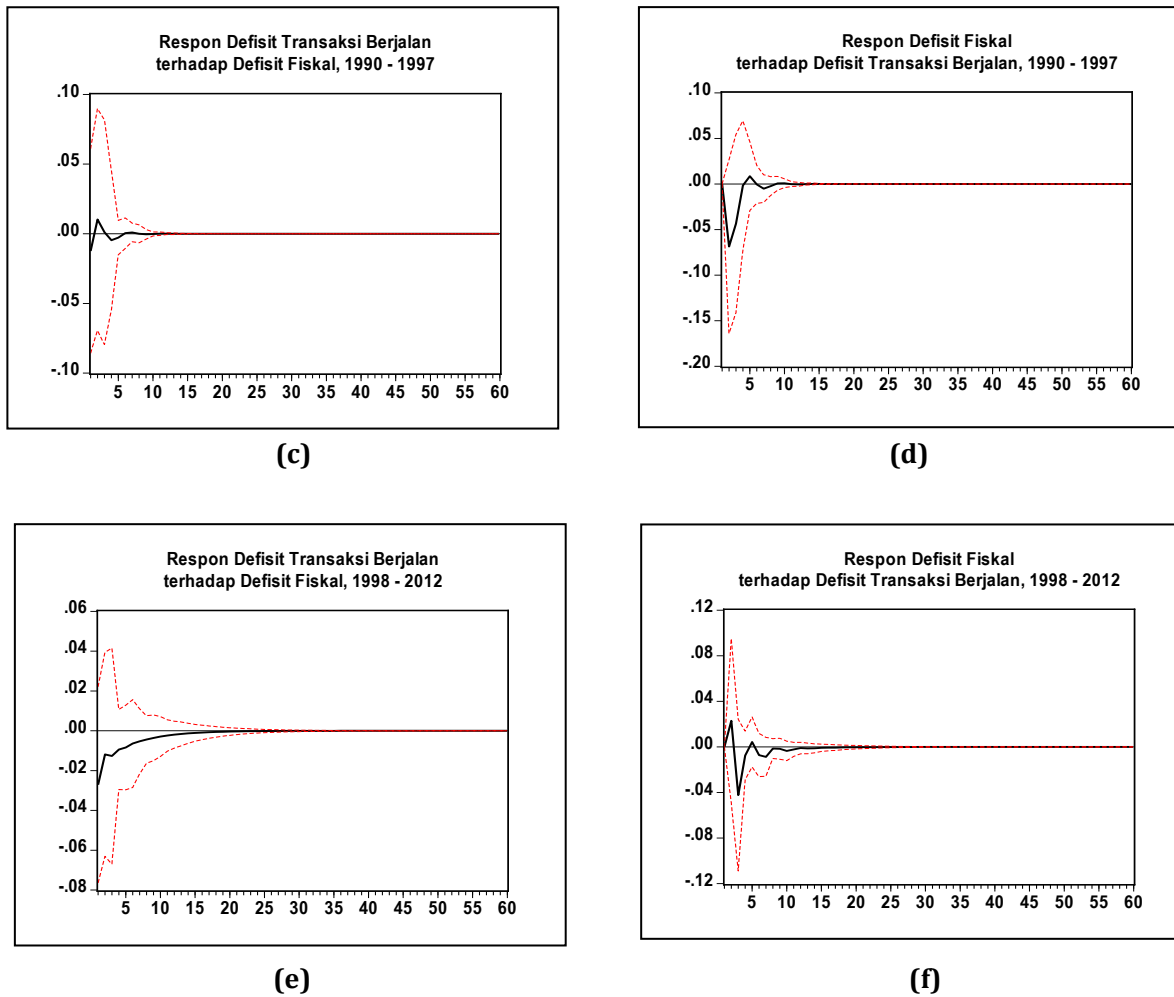 Respon Defisit Transaksi Berjalan
terhadap Defisit Fiskal, 1990 - 1997
.10
.05
.00
-.05
-.10
5 10 15 20 25 30 35 40 45 50 55 60
(c)
Respon Defisit Fiskal
terhadap Defisit Transaksi Berjalan, 1990 - 1997
.10
.05
.00
-.05
-.10
-.15
-.20
5 10 15 20 25 30 35 40 45 50 55 60
(d)
Respon Defisit Transaksi Berjalan
terhadap Defisit Fiskal, 1998 - 2012
.06
.04
.02
.00
-.02
-.04
-.06
-.08
5 10 15 20 25 30 35 40 45 50 55 60
(e)
Respon Defisit Fiskal
terhadap Defisit Transaksi Berjalan, 1998 - 2012
.12
.08
.04
.00
-.04
-.08
-.12
5 10 15 20 25 30 35 40 45 50 55 60
(f)